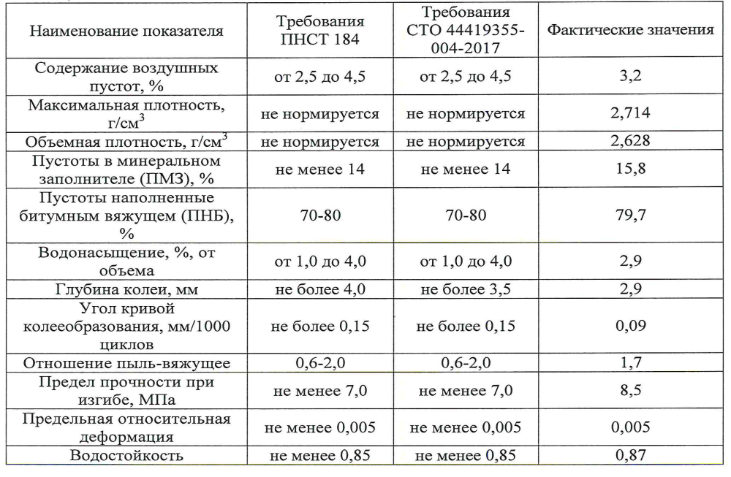 Наименование показателя
Требования
ПНСТ 184
Требования
СТО 44419355-
004-2017
Фактические значения
Содержание воздушных
пустот, %
от 2,5 до 4,5
от 2,5 до 4,5
3,2
Максимальная плотность,
г/см³
не нормируется
не нормируется
2,714
Объемная плотность, г/см³
не нормируется
не нормируется
2,628
Пустоты в минеральном
заполнителе (ПМЗ), %
не менее 14
не менее 14
15,8
Пустоты наполненные
битумным вяжущем (ПНБ),
%
70-80
70-80
79,7
Водонасыщение, %, от
объема
от 1,0 до 4,0
от 1,0 до 4,0
2,9
Глубина колеи, мм
не более 4,0
не более 3,5
2,9
Угол кривой
колееобразования, мм/1000
циклов
не более 0,15
не более 0,15
0,09
Отношение пыль-вяжущее
0,6-2,0
0,6-2,0
1,7
Предел прочности при
изгибе, МПа
не менее 7,0
не менее 7,0
8,5
Предельная относительная
деформация
не менее 0,005
не менее 0,005
0,005
Водостойкость
не менее 0,85
не менее 0,85
0,87